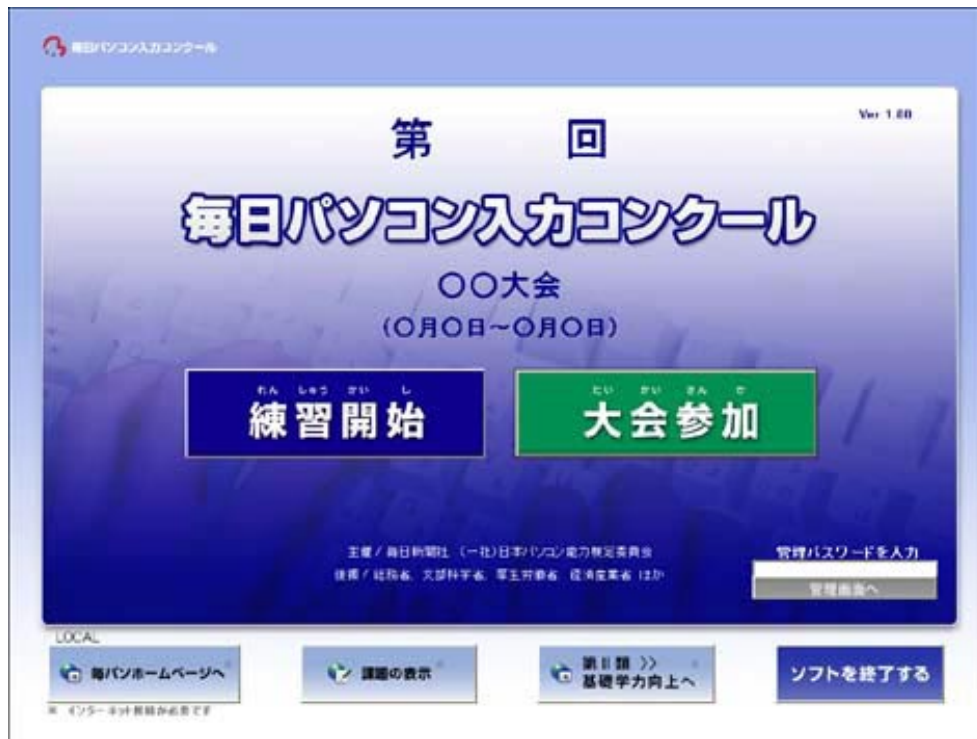 毎日パソコン入力コンクール
Ver 1.00
第 回
毎日パソコン入力コンクール
〇〇大会
(〇月〇日~〇月〇日)
れん しゅう かい し
練習開始
たい かい さん か
大会参加
主催/毎日新聞社 (一社)日本パソコン能力検定委員会
後援/総務省、文部科学省、厚生労働省、経済産業省 ほか
管理パスワードを入力
管理画面へ
LOCAL
毎パソホームページへ※
課題の表示※
第Ⅱ類 >>
基礎学力向上へ※
ソフトを終了する
※ インターネット接続が必要です